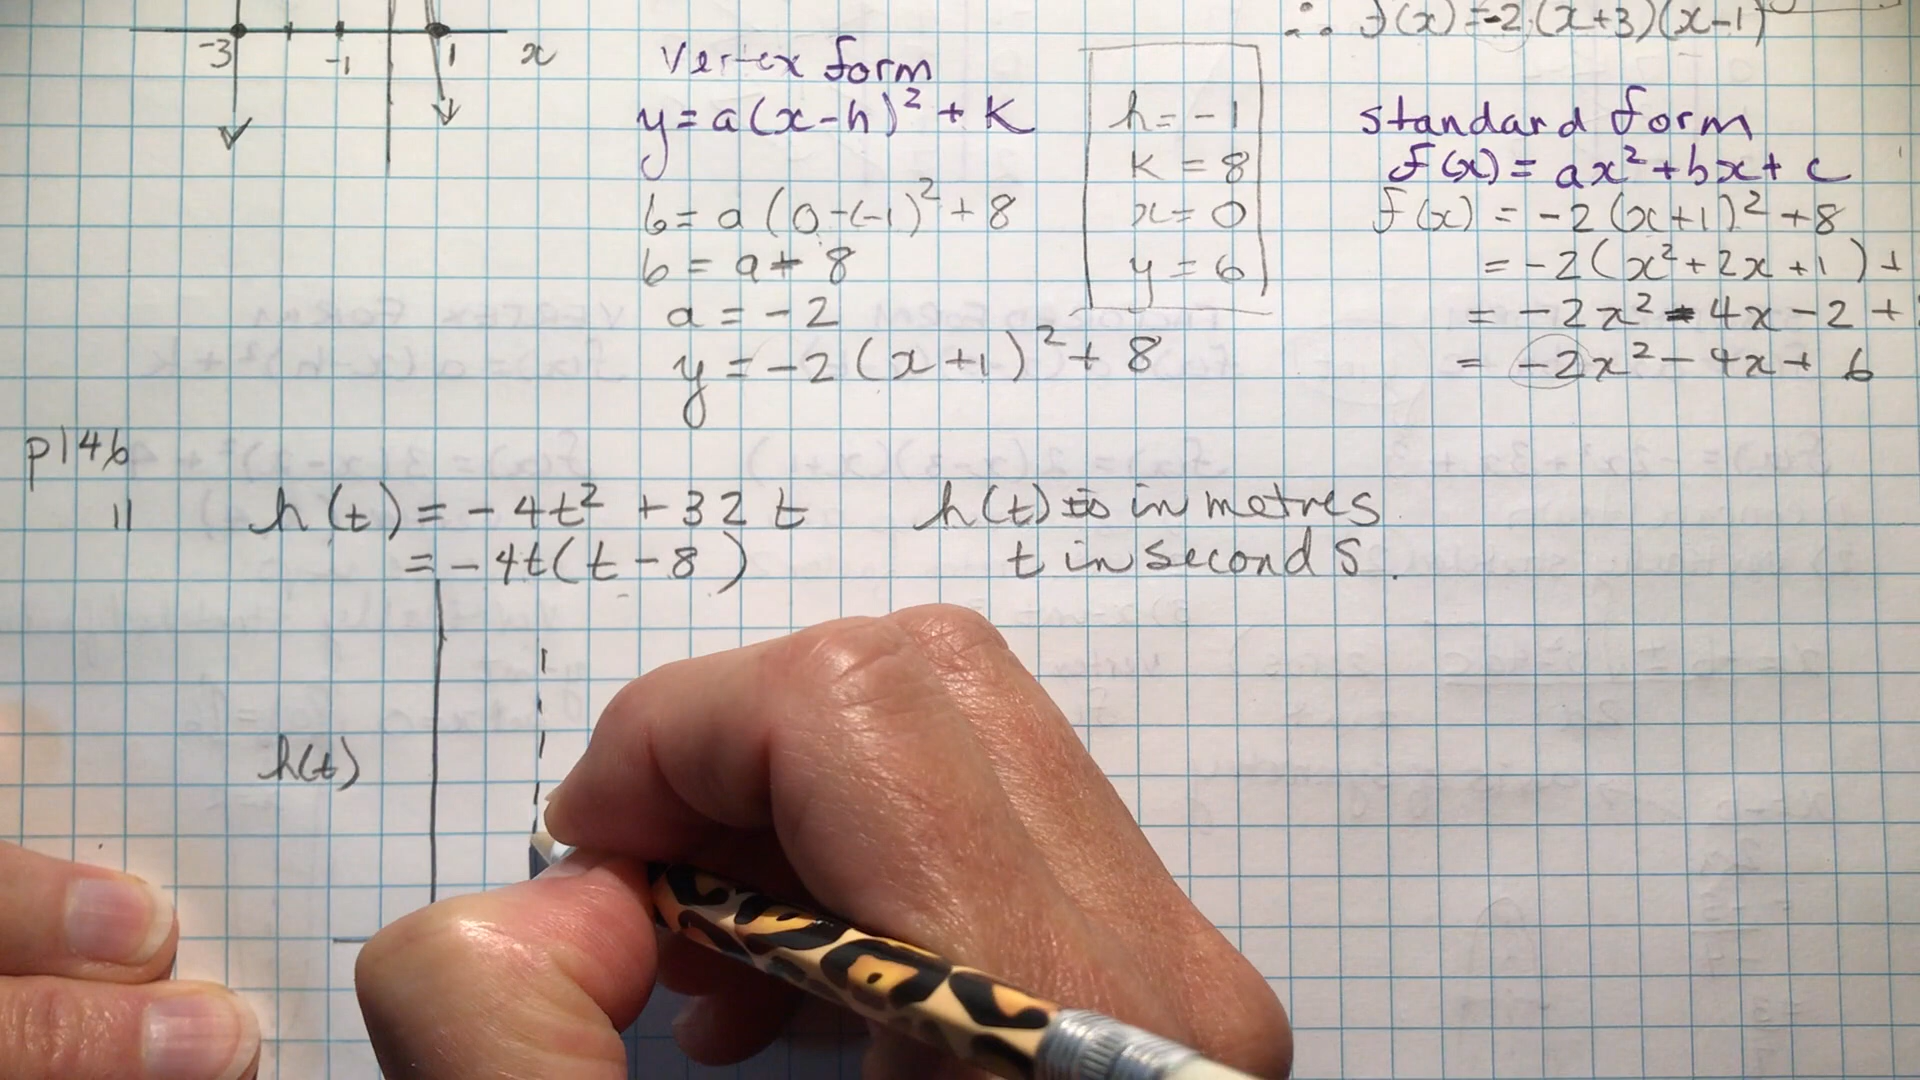 ∴ f(x) = -2(x+3)(x-1)
-3 -1 1 x
Vertex form
y = a(x-h)² + k
6 = a(0-(-1)² + 8
6 = a + 8
a = -2
y = -2(x+1)² + 8
h = -1
k = 8
x = 0
y = 6
standard form
f(x) = ax² + bx + c
f(x) = -2(x+1)² + 8
= -2(x² + 2x + 1) +
= -2x² - 4x - 2 +
= -2x² - 4x + 6
p146
11 h(t) = -4t² + 32t
= -4t(t-8)
h(t) in metres
t in seconds.
h(t)